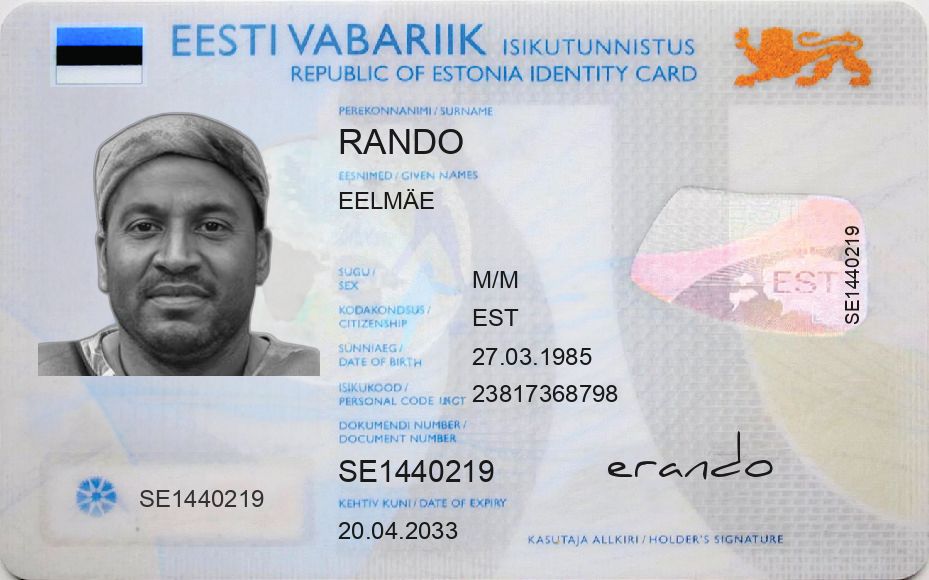 EESTI VABARIIK ISIKUTUNNISTUS
REPUBLIC OF ESTONIA IDENTITY CARD
PEREKONNANIMI / SURNAME
RANDO
EESNIMED / GIVEN NAMES
EELMÄE
SUGU / SEX
M/M
KODAKONDSUS / CITIZENSHIP
EST
SÜNNIAEG / DATE OF BIRTH
27.03.1985
ISIKUKOOD / PERSONAL CODE
23817368798
DOKUMENDI NUMBER / DOCUMENT NUMBER
SE1440219
KEHTIV KUNI / DATE OF EXPIRY
20.04.2033
SE1440219
EST
SE1440219
erando
KASUTAJA ALLKIRI / HOLDER'S SIGNATURE